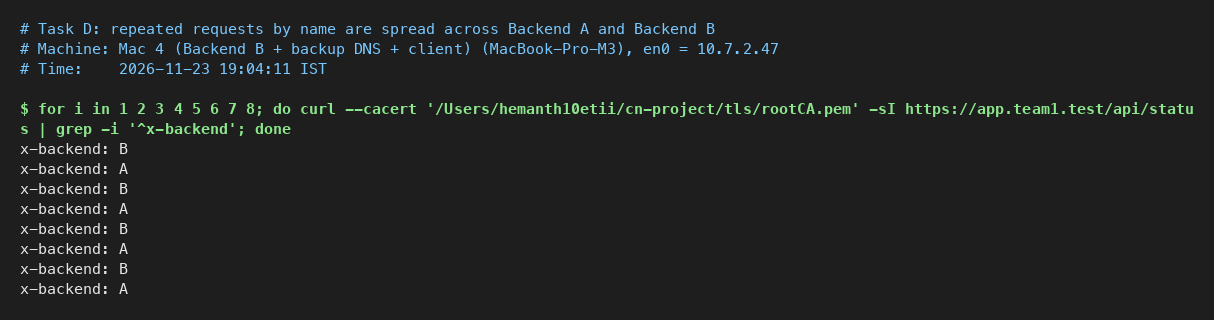 # Task D: repeated requests by name are spread across Backend A and Backend B
# Machine: Mac 4 (Backend B + backup DNS + client) (MacBook-Pro-M3), en0 = 10.7.2.47
# Time:    2026-11-23 19:04:11 IST
$ for i in 1 2 3 4 5 6 7 8; do curl --cacert '/Users/hemanth10etii/cn-project/tls/rootCA.pem' -sI https://app.team1.test/api/statu
s | grep -i '^x-backend'; done
x-backend: B
x-backend: A
x-backend: B
x-backend: A
x-backend: B
x-backend: A
x-backend: B
x-backend: A